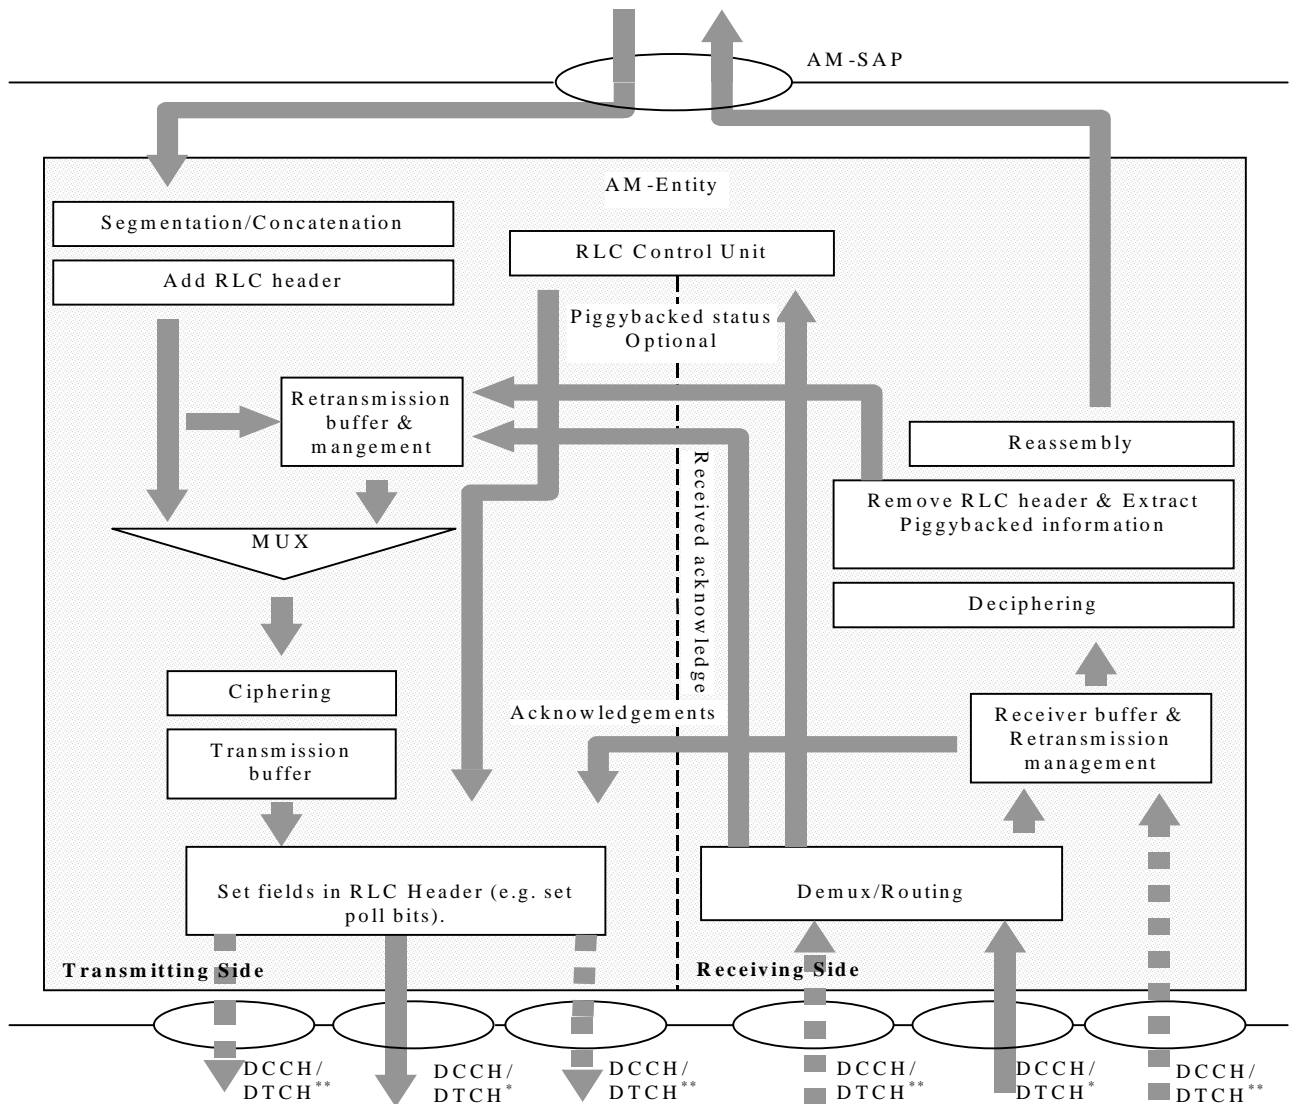 AM-SAP
AM-Entity
Segmentation/Concatenation
RLC Control Unit
Add RLC header
Piggybacked status
Optional
Retransmission
buffer &
mangement
Reassembly
Received acknowledge
Remove RLC header & Extract
Piggybacked information
MUX
Deciphering
Ciphering
Acknowledgements
Receiver buffer &
Retransmission
management
Transmission
buffer
Set fields in RLC Header (e.g. set
poll bits).
Demux/Routing
Transmitting Side
Receiving Side
DCCH/
DTCH**
DCCH/
DTCH*
DCCH/
DTCH**
DCCH/
DTCH**
DCCH/
DTCH*
DCCH/
DTCH**